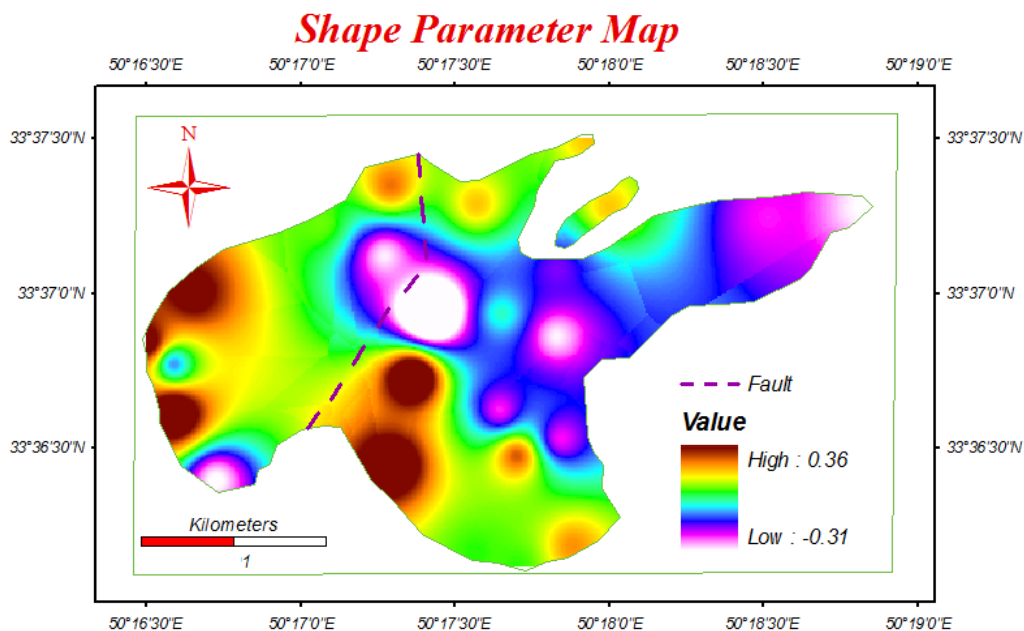 Shape Parameter Map
50°16'30"E 50°17'0"E 50°17'30"E 50°18'0"E 50°18'30"E 50°19'0"E
33°37'30"N 33°37'30"N
N
33°37'0"N 33°37'0"N
Fault
Value
33°36'30"N 33°36'30"N
High : 0.36
Kilometers
Low : -0.31
1
50°16'30"E 50°17'0"E 50°17'30"E 50°18'0"E 50°18'30"E 50°19'0"E